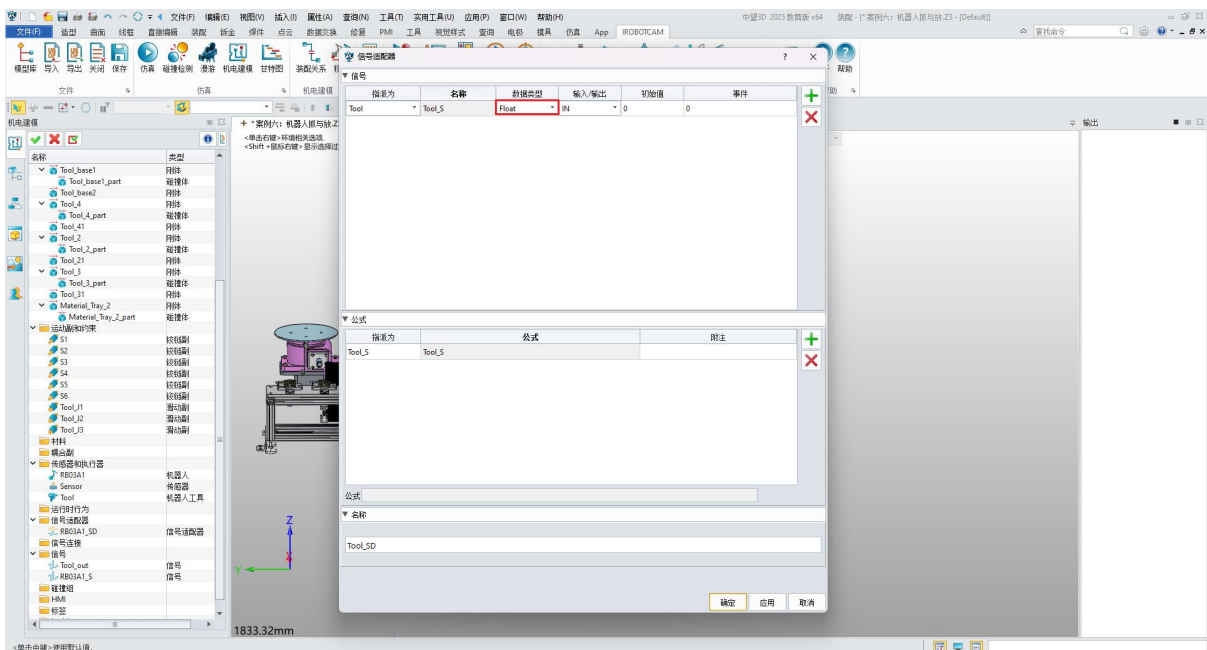 文件(F) 编辑(E) 视图(V) 插入(I) 属性(A) 查询(N) 工具(T) 实用工具(U) 应用(P) 窗口(W) 帮助(H)
中望3D 2025 教育版 x64 装配 - [* 案例六：机器人抓与放.Z3 - [Default]]
文件(F) 造型 曲面 线框 直接编辑 装配 钣金 焊件 点云 数据交换 修复 PMI 工具 视觉样式 查询 电极 模具 仿真 App IROBOTCAM
查找命令
模型库 导入 导出 关闭 保存 仿真 碰撞检测 漫游 机电建模 甘特图 装配关系
帮助
文件 仿真 机电建模
信号适配器
信号
指派为 名称 数据类型 输入/输出 初始值 事件
Tool Tool_S Float IN 0 0
公式
指派为 公式 附注
Tool_S Tool_S
公式
名称
Tool_SD
确定 应用 取消
机电建模
名称 类型
Tool_base1 刚体
Tool_base1_part 碰撞体
Tool_base2 刚体
Tool_4 刚体
Tool_4_part 碰撞体
Tool_41 刚体
Tool_2 刚体
Tool_2_part 碰撞体
Tool_21 刚体
Tool_3 刚体
Tool_3_part 碰撞体
Tool_31 刚体
Material_Tray_2 刚体
Material_Tray_2_part 碰撞体
运动副和约束
S1 铰链副
S2 铰链副
S3 铰链副
S4 铰链副
S5 铰链副
S6 铰链副
Tool_J1 滑动副
Tool_J2 滑动副
Tool_J3 滑动副
材料
耦合副
传感器和执行器
RB03A1 机器人
Sensor 传感器
Tool 机器人工具
运行时行为
信号适配器
RB03A1_SD 信号适配器
信号连接
信号
Tool_out 信号
RB03A1_S 信号
碰撞组
HMI
标签
*案例六：机器人抓与放.Z
<单击右键>环境相关选项.
<Shift +鼠标右键>显示选择过
Z
Y
X
1833.32mm
输出
<单击中键>使用默认值.